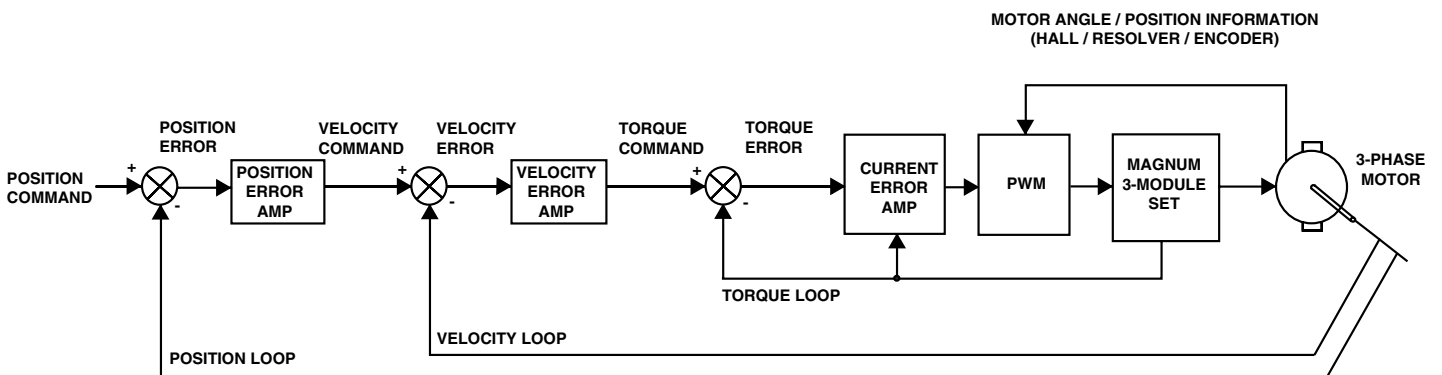 MOTOR ANGLE / POSITION INFORMATION
(HALL / RESOLVER / ENCODER)
POSITION
ERROR
VELOCITY
COMMAND
VELOCITY
ERROR
TORQUE
COMMAND
TORQUE
ERROR
POSITION
COMMAND
+
-
POSITION
ERROR
AMP
+
-
VELOCITY
ERROR
AMP
+
-
CURRENT
ERROR
AMP
PWM
MAGNUM
3-MODULE
SET
3-PHASE
MOTOR
TORQUE LOOP
VELOCITY LOOP
POSITION LOOP